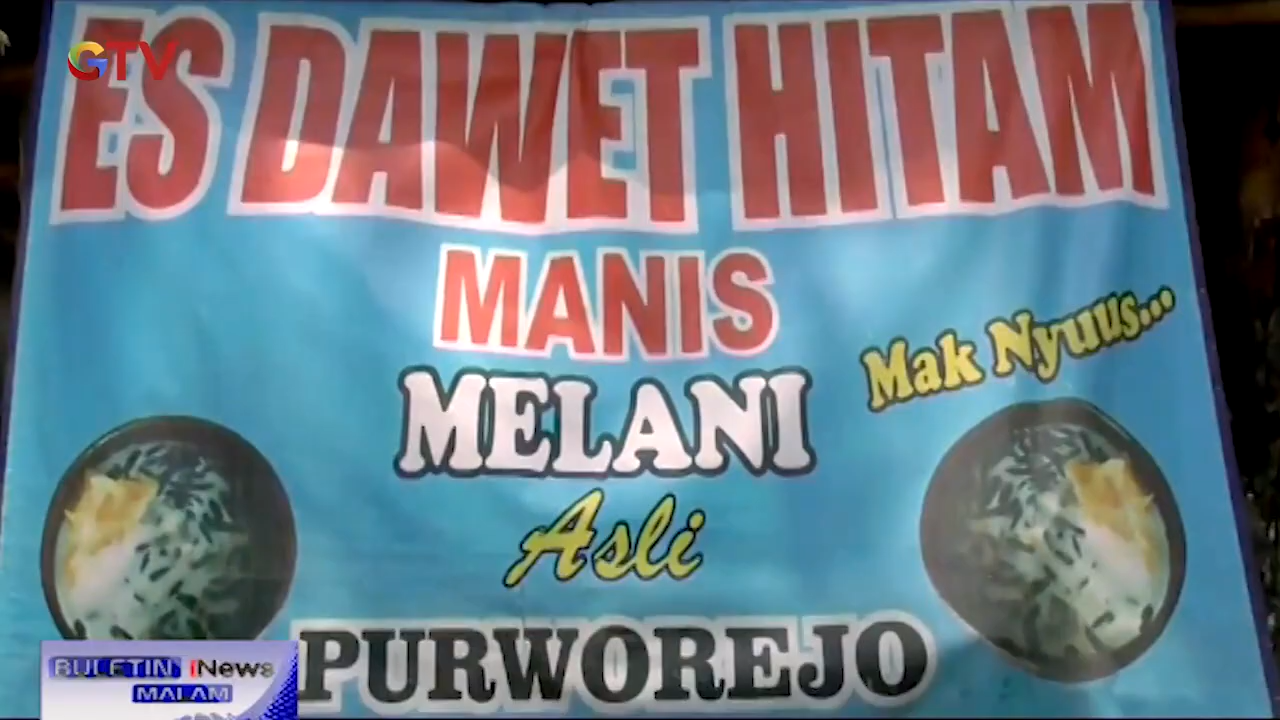 GTV
ES DAWET HITAM
MANIS
Mak Nyuus...
MELANI
Asli
PURWOREJO
BULETIN iNews
MALAM